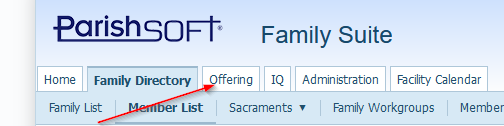 ParishSOFT® Family Suite
Home Family Directory Offering IQ Administration Facility Calendar
Family List Member List Sacraments ▼ Family Workgroups Member